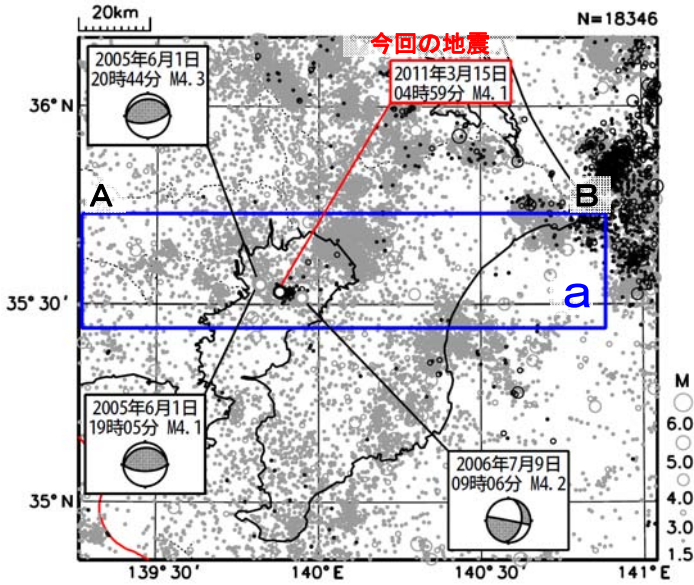 20km
N=18346
今回の地震
2005年6月1日
20時44分 M4.3
2011年3月15日
04時59分 M4.1
36°N
A
B
a
35°30′
2005年6月1日
19時05分 M4.1
2006年7月9日
09時06分 M4.2
35°N
M
6.0
5.0
4.0
3.0
1.5
139°30′
140°E
140°30′
141°E